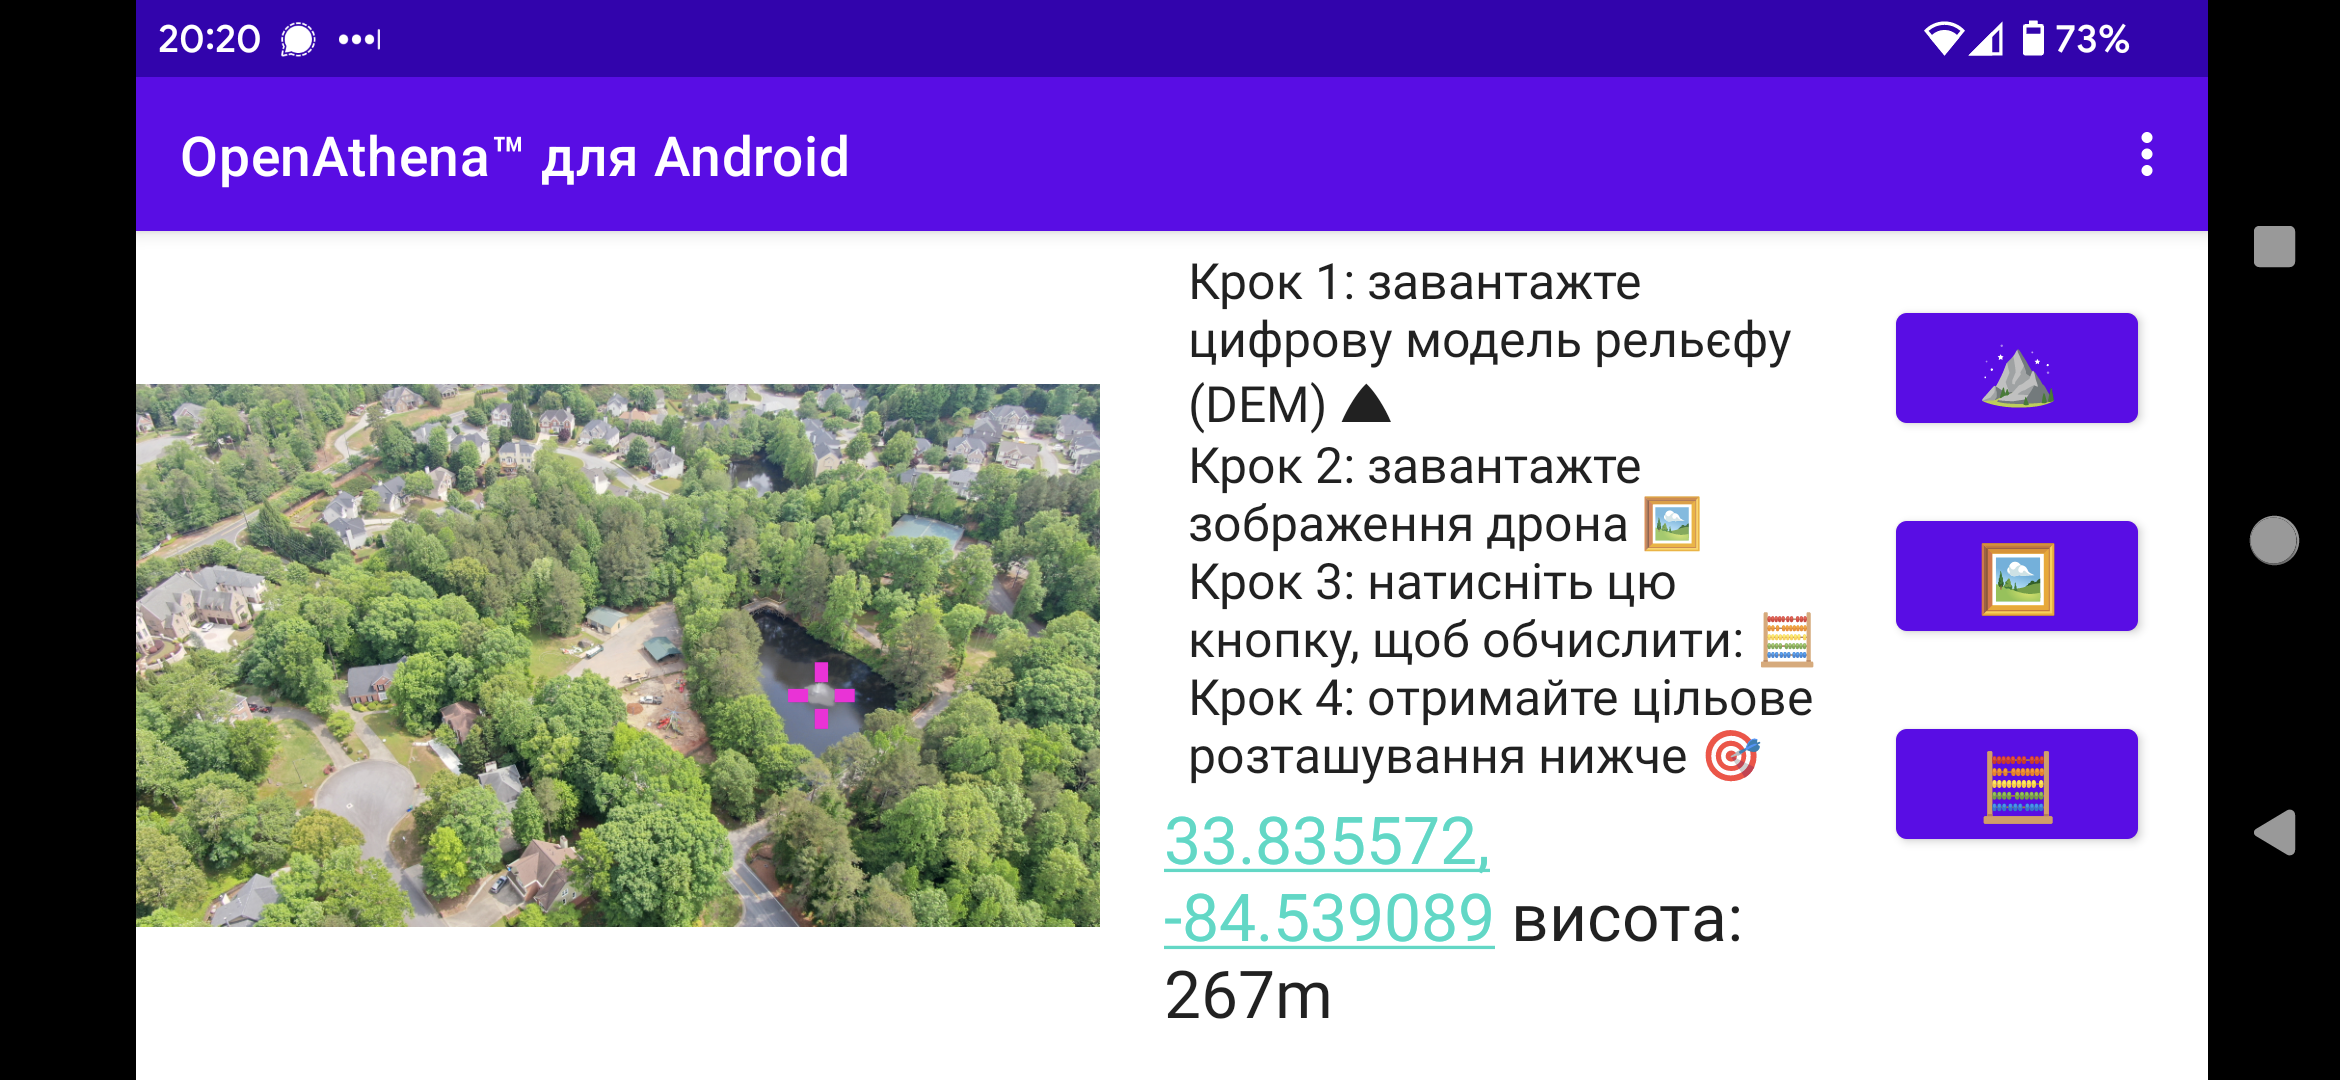 20:20
73%
OpenAthena™ для Android
Крок 1: завантажте
цифрову модель рельєфу
(DEM) ⛰
Крок 2: завантажте
зображення дрона 🖼
Крок 3: натисніть цю
кнопку, щоб обчислити: 🧮
Крок 4: отримайте цільове
розташування нижче 🎯
33.835572,
-84.539089 висота:
267m